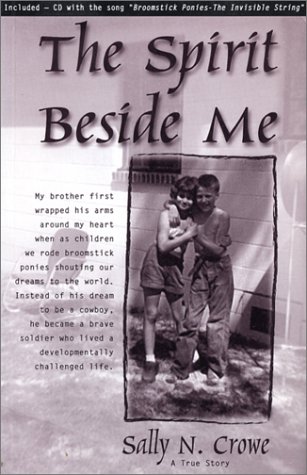 Included – CD with the song "Broomstick Ponies-The Invisible String"
The Spirit
Beside Me
My brother first
wrapped his arms
around my heart
when as children
we rode broomstick
ponies shouting our
dreams to the world.
Instead of his dream
to be a cowboy,
he became a brave
soldier who lived a
developmentally
challenged life.
Sally N. Crowe
A True Story